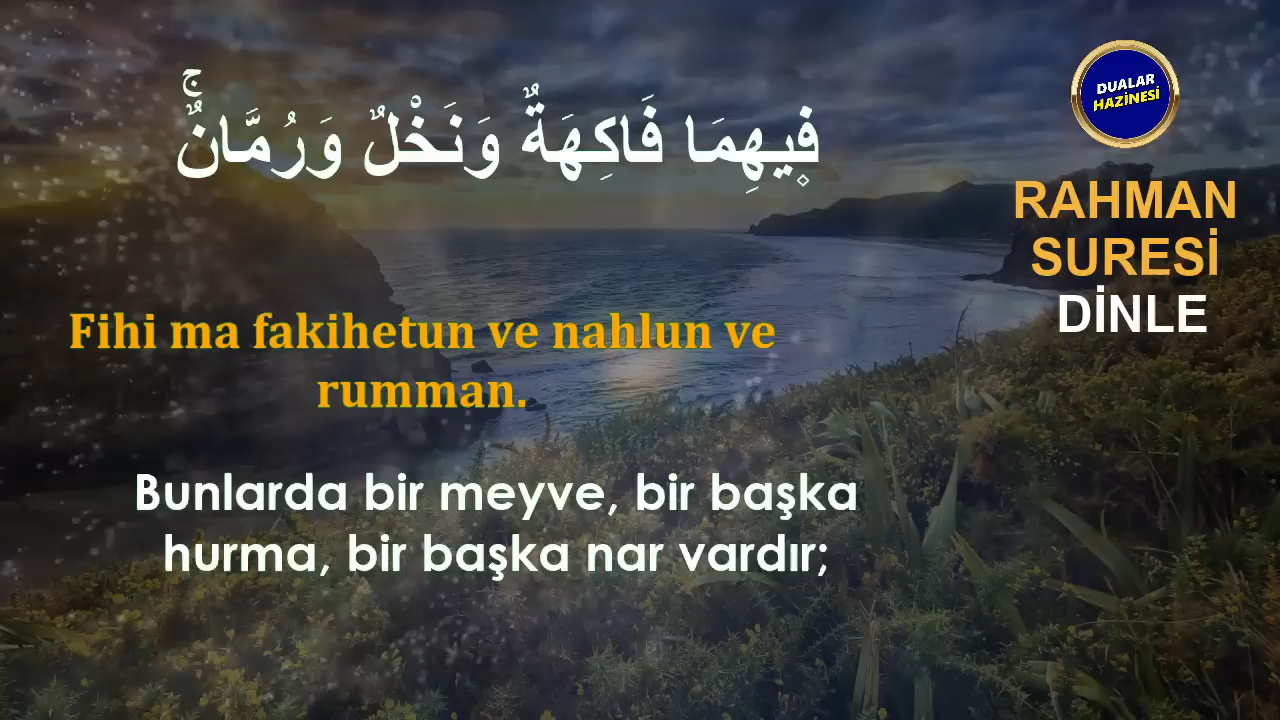 فِيهِمَا فَاكِهَةٌ وَنَخْلٌ وَرُمَّانٌۚ
DUALAR
HAZİNESİ
RAHMAN
SURESİ
DİNLE
Fihi ma fakihetun ve nahlun ve
rumman.
Bunlarda bir meyve, bir başka
hurma, bir başka nar vardır;